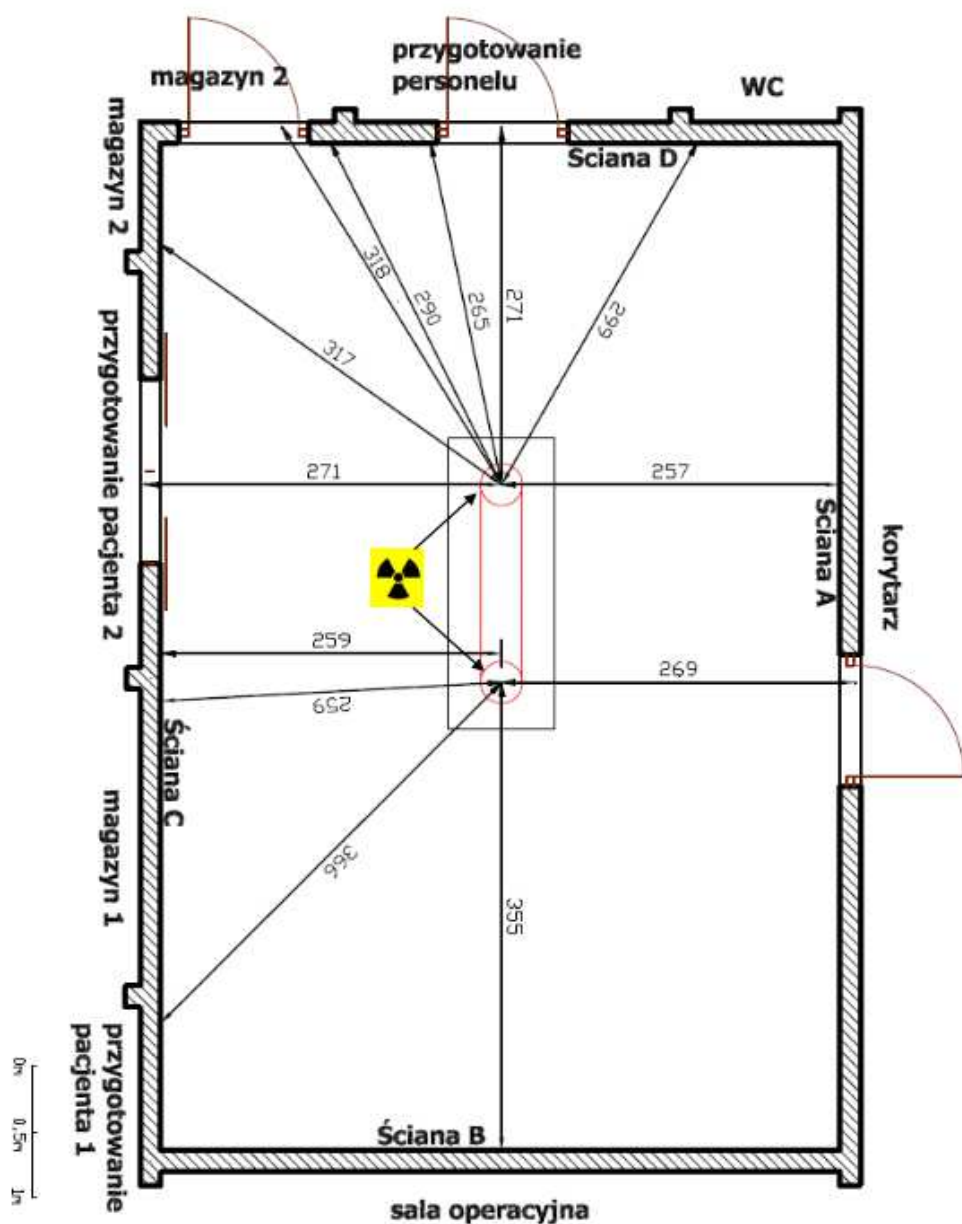 magazyn 2
przygotowanie
personelu
WC
magazyn 2
Ściana D
318
290
265
271
299
317
przygotowanie pacjenta 2
271
257
Ściana A
korytarz
259
259
269
Ściana C
magazyn 1
366
355
przygotowanie
pacjenta 1
0m
0,5m
1m
Ściana B
sala operacyjna